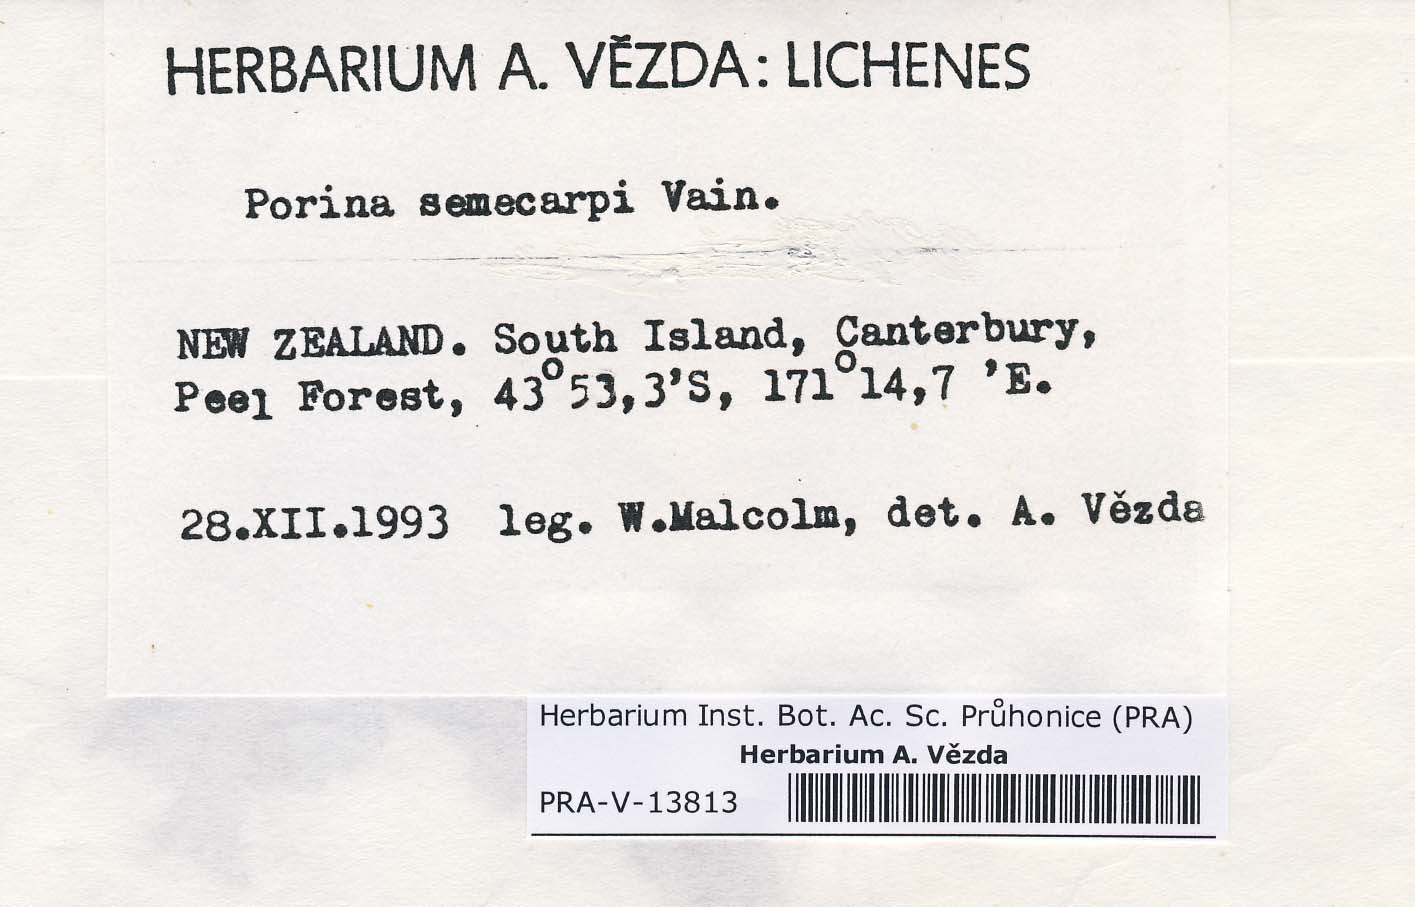 HERBARIUM A. VĚZDA: LICHENES
Porina semecarpi Vain.
NEW ZEALAND. South Island, Canterbury,
Peel Forest, 43°53,3'S, 171°14,7 'E.
28.XII.1993 leg. W.Malcolm, det. A. Vězda
Herbarium Inst. Bot. Ac. Sc. Průhonice (PRA)
Herbarium A. Vězda
PRA-V-13813